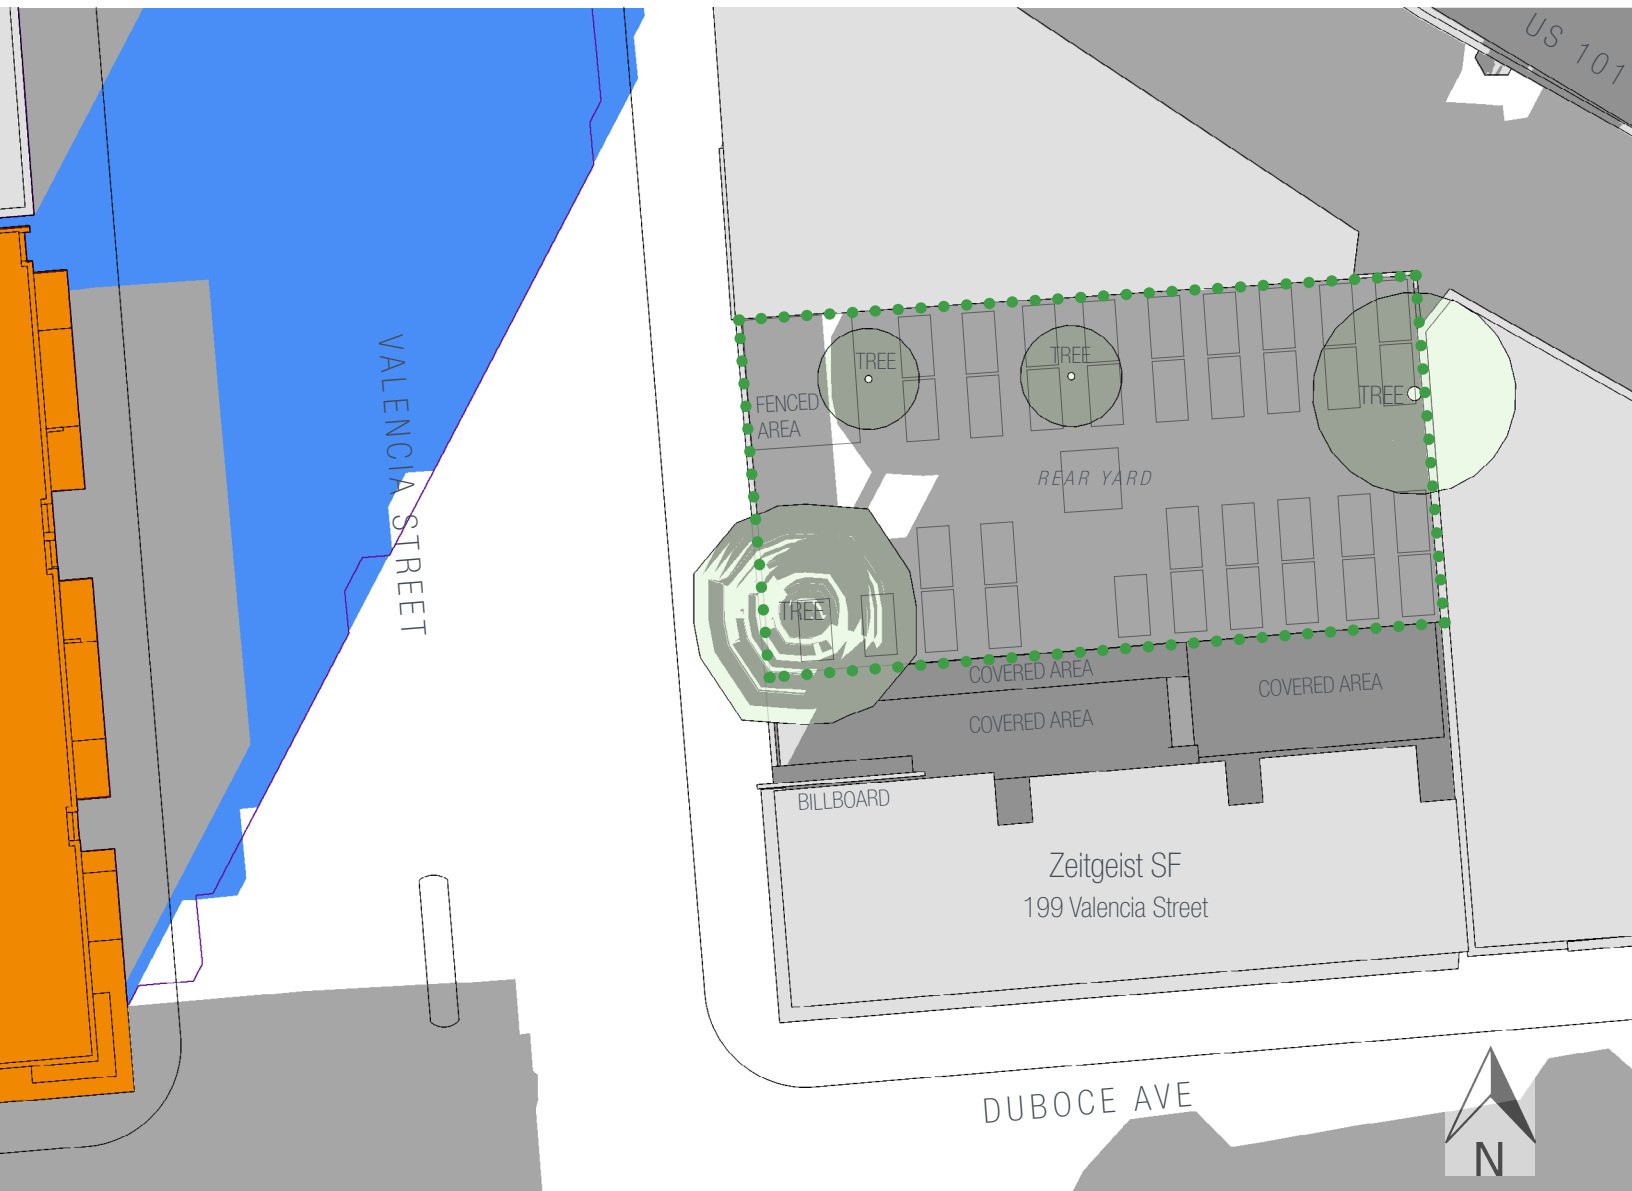 US 101
VALENCIA STREET
TREE
TREE
TREE
FENCED
AREA
REAR YARD
TREE
COVERED AREA
COVERED AREA
COVERED AREA
BILLBOARD
Zeitgeist SF
199 Valencia Street
DUBOCE AVE
N